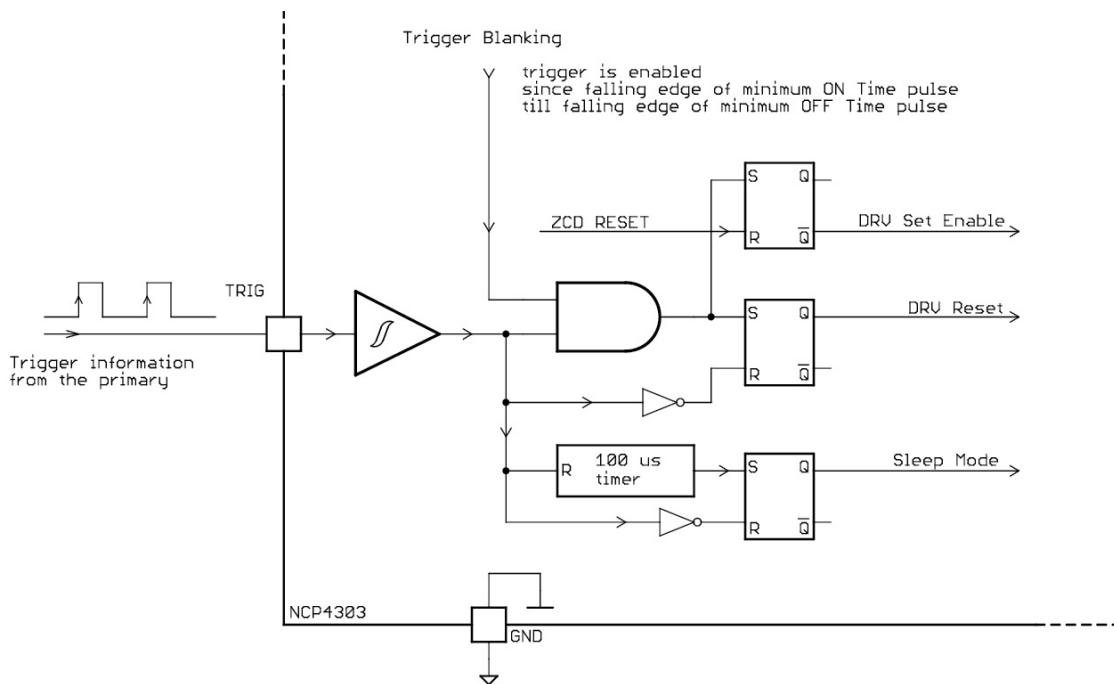 Trigger Blanking
trigger is enabled
since falling edge of minimum ON Time pulse
till falling edge of minimum OFF Time pulse
S Q
ZCD RESET
R Q̅
DRV Set Enable
TRIG
S Q
DRV Reset
R Q̅
Trigger information
from the primary
R 100 us
timer
S Q
Sleep Mode
R Q̅
NCP4303
GND